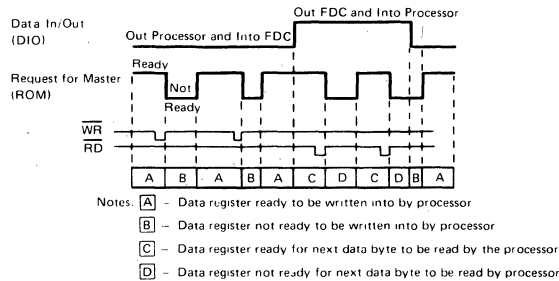 Out FDC and Into Processor
Data In/Out
(DIO)
Out Processor and Into FDC
Ready
Request for Master
(ROM)
Not
Ready
WR
RD
A B A B A C D C D B A
Notes. A – Data register ready to be written into by processor
B – Data register not ready to be written into by processor
C – Data register ready for next data byte to be read by the processor
D – Data register not ready for next data byte to be read by processor